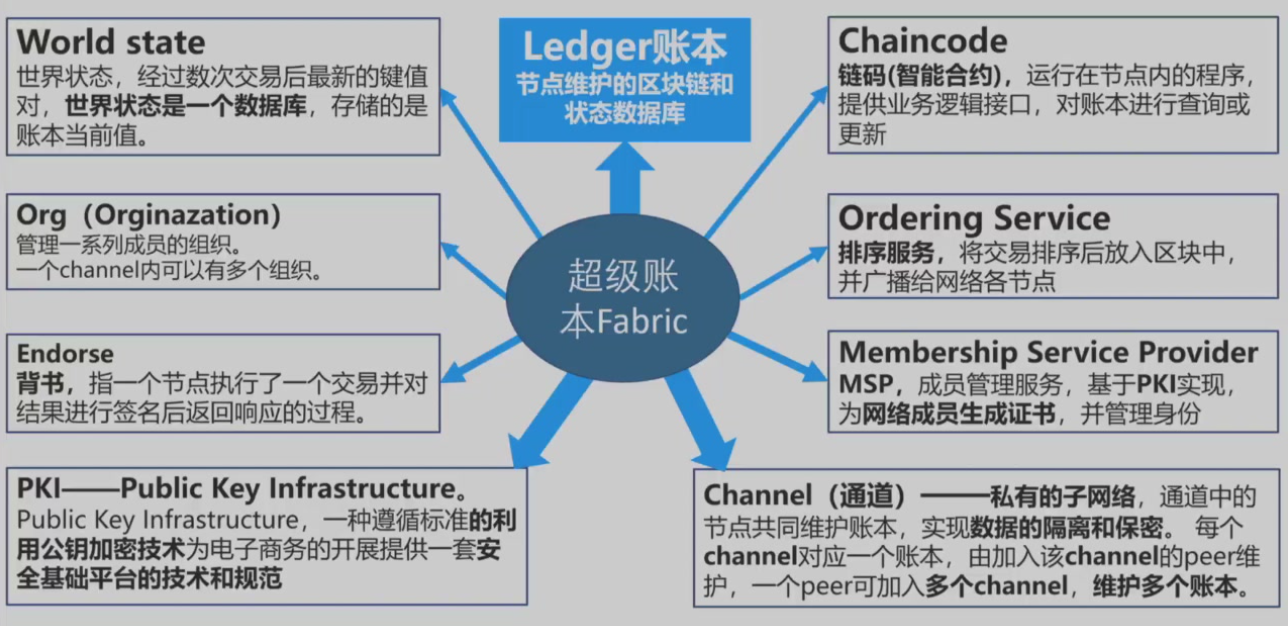 World state
世界状态，经过数次交易后最新的键值
对，世界状态是一个数据库，存储的是
账本当前值。
Ledger账本
节点维护的区块链和
状态数据库
Chaincode
链码(智能合约)，运行在节点内的程序，
提供业务逻辑接口，对账本进行查询或
更新
Org（Orginazation）
管理一系列成员的组织。
一个channel内可以有多个组织。
超级账
本Fabric
Ordering Service
排序服务，将交易排序后放入区块中，
并广播给网络各节点
Endorse
背书，指一个节点执行了一个交易并对
结果进行签名后返回响应的过程。
Membership Service Provider
MSP，成员管理服务，基于PKI实现，
为网络成员生成证书，并管理身份
PKI——Public Key Infrastructure。
Public Key Infrastructure，一种遵循标准的利
用公钥加密技术为电子商务的开展提供一套安
全基础平台的技术和规范
Channel（通道）———私有的子网络，通道中的
节点共同维护账本，实现数据的隔离和保密。 每个
channel对应一个账本，由加入该channel的peer维
护，一个peer可加入多个channel，维护多个账本。